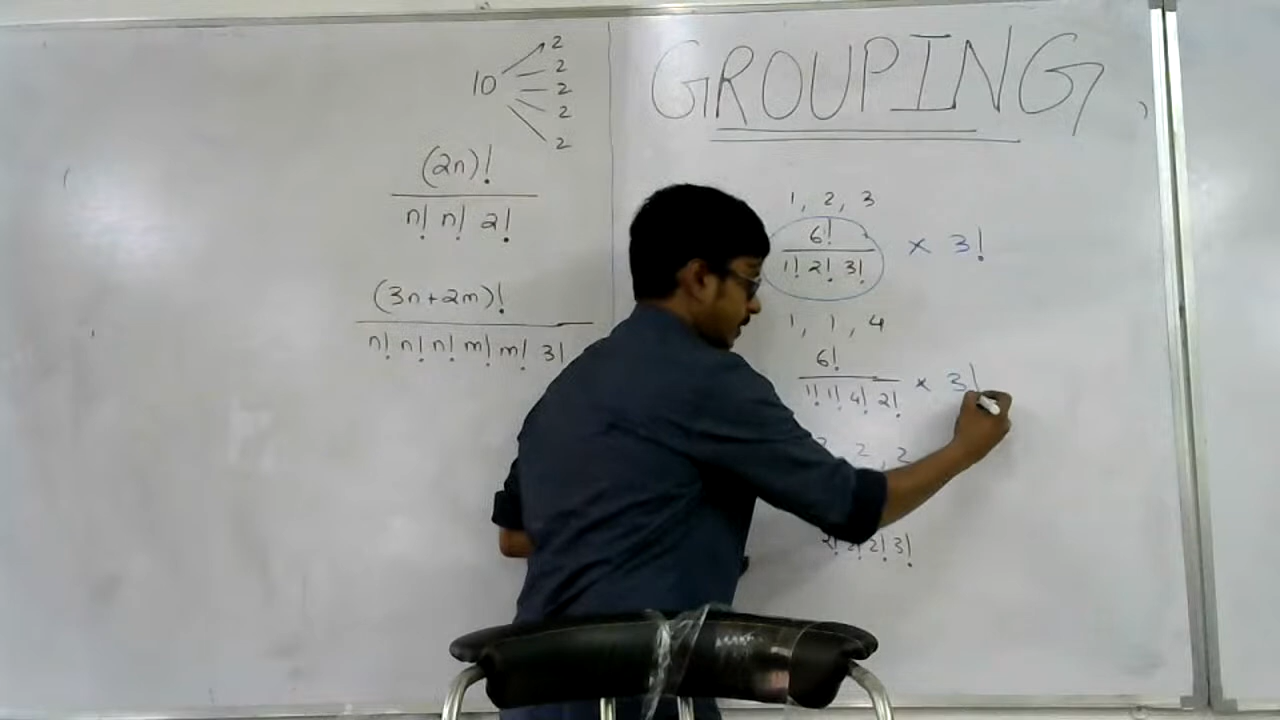 10
2
2
2
2
2
(2n)!
n! n! 2!
(3n+2m)!
n! n! n! m! m! 3!
GROUPING,
1, 2, 3
6!
1! 2! 3!
× 3!
1, 1, 4
6!
1! 1! 4! 2!
× 3!
2, 2
2! 2! 2! 3!